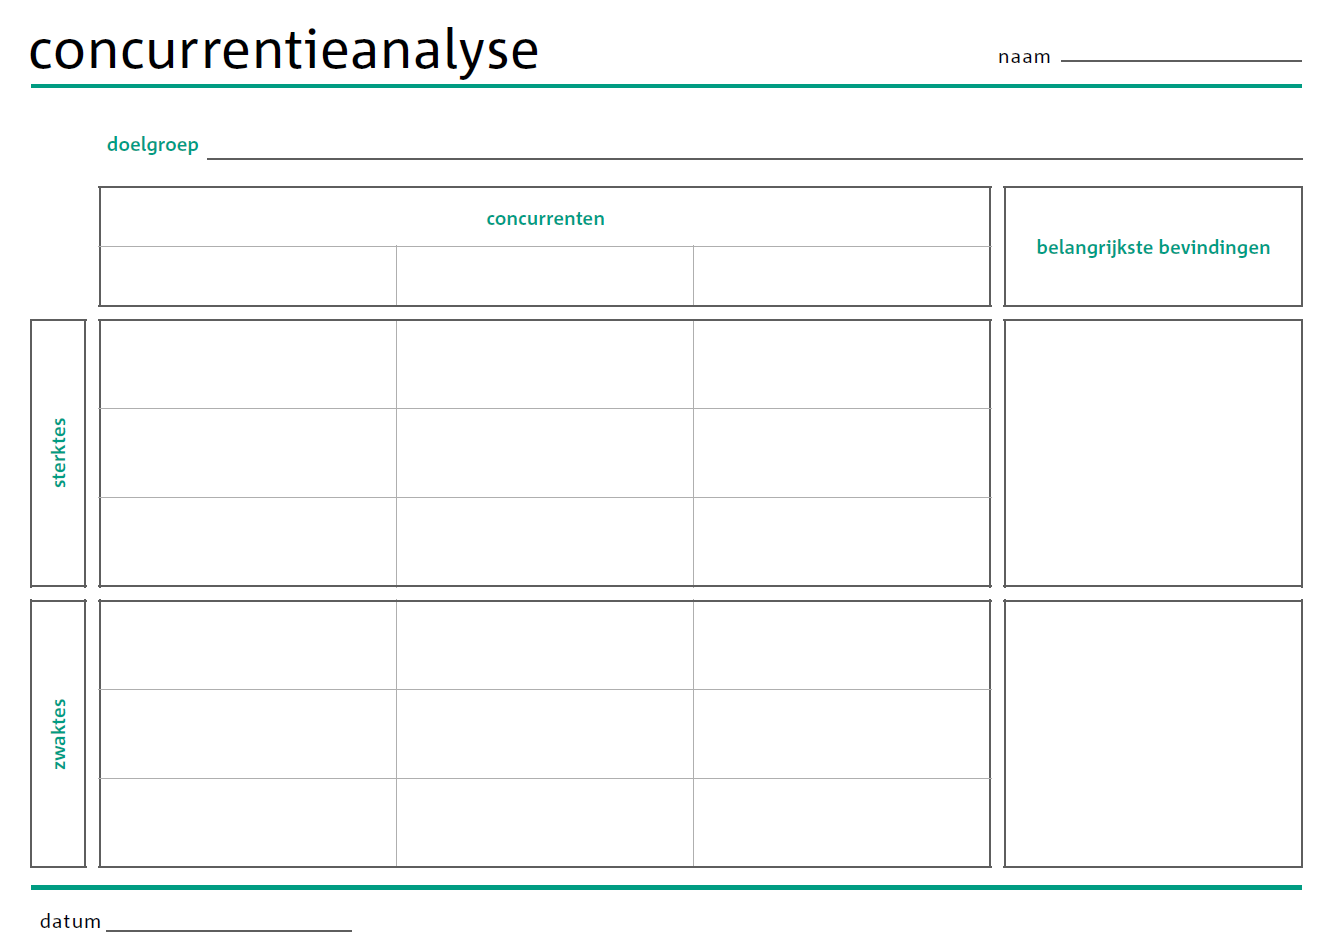 concurrentieanalyse
naam
doelgroep
concurrenten
belangrijkste bevindingen
sterktes
zwaktes
datum